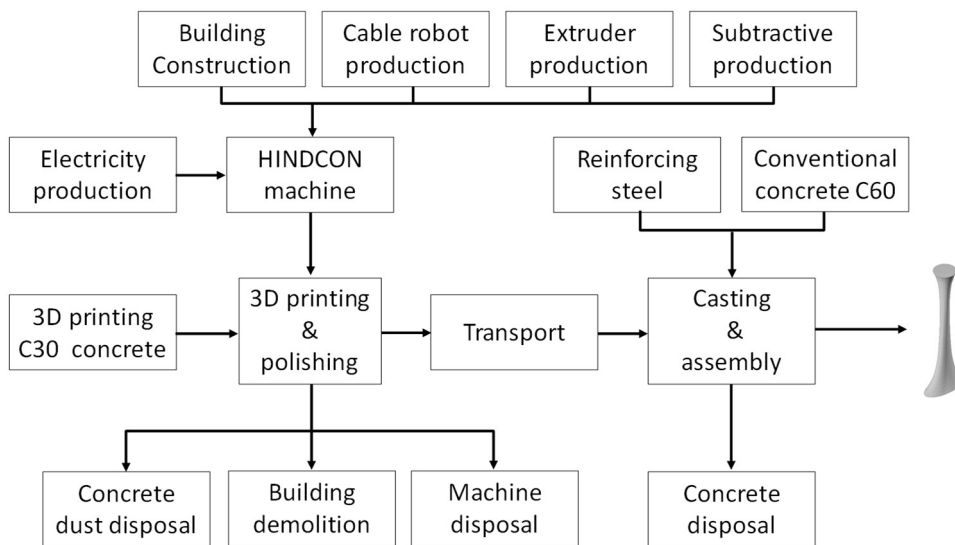 Building
Construction
Cable robot
production
Extruder
production
Subtractive
production
Electricity
production
HINDCON
machine
Reinforcing
steel
Conventional
concrete C60
3D printing
C30 concrete
3D printing
&
polishing
Transport
Casting
&
assembly
Concrete
dust disposal
Building
demolition
Machine
disposal
Concrete
disposal